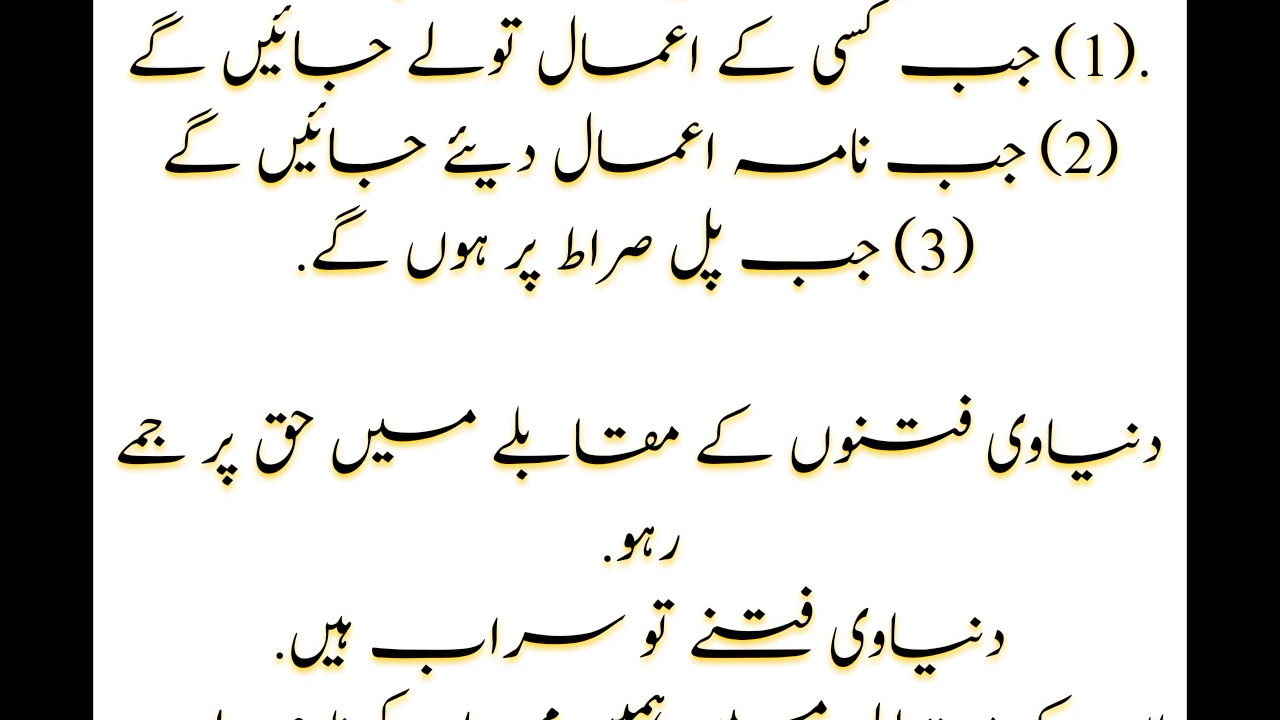 .(1) جب کسی کے اعمال تولے جائیں گے
(2) جب نامہ اعمال دیئے جائیں گے
(3) جب پل صراط پر ہوں گے.
دنیاوی فتنوں کے مقابلے میں حق پر جمے
رہو.
دنیاوی فتنے تو سراب ہیں.